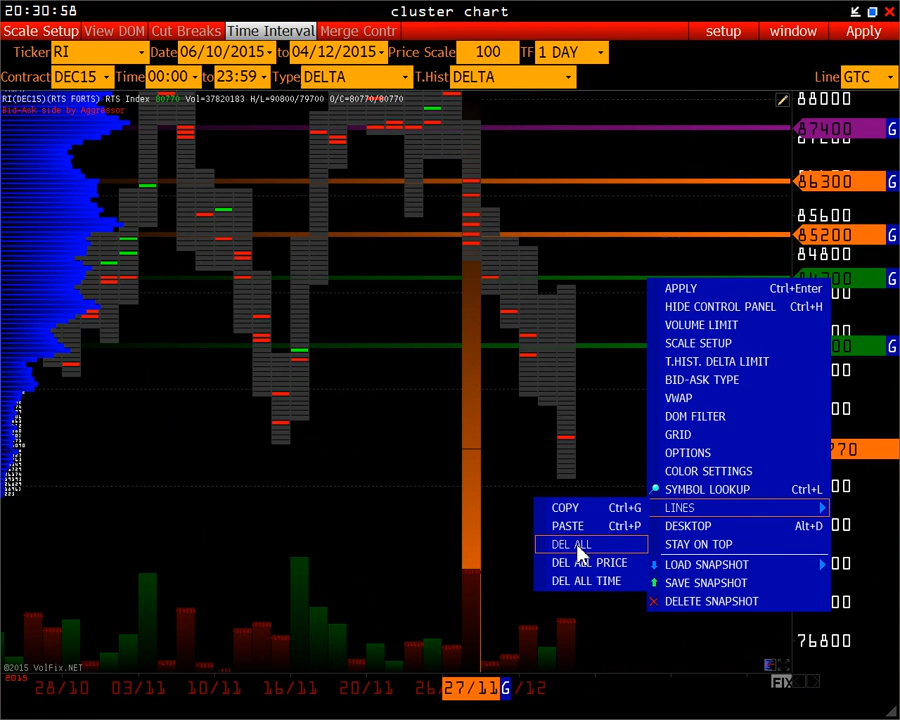 20:30:58 cluster chart
Scale Setup View DOM Cut Breaks Time Interval Merge Contr setup window Apply
Ticker RI Date 06/10/2015 to 04/12/2015 Price Scale 100 TF 1 DAY
Contract DEC15 Time 00:00 to 23:59 Type DELTA T.Hist DELTA Line GTC
RI(DEC15)(RTS FORTS) RTS Index 80770 Vol=37820183 H/L=90800/79700 O/C=80770/80770
Bid-Ask side by Aggressor
88000
87400 G
86300 G
85600
85200 G
84800
G
G
76800
APPLY Ctrl+Enter
HIDE CONTROL PANEL Ctrl+H
VOLUME LIMIT
SCALE SETUP
T.HIST. DELTA LIMIT
BID-ASK TYPE
VWAP
DOM FILTER
GRID
OPTIONS
COLOR SETTINGS
SYMBOL LOOKUP Ctrl+L
LINES
DESKTOP Alt+D
STAY ON TOP
LOAD SNAPSHOT
SAVE SNAPSHOT
DELETE SNAPSHOT
COPY Ctrl+G
PASTE Ctrl+P
DEL ALL
DEL ALL PRICE
DEL ALL TIME
©2015 VolFix.NET
2015
28/10 03/11 10/11 16/11 20/11 27/11 G /12
FIX